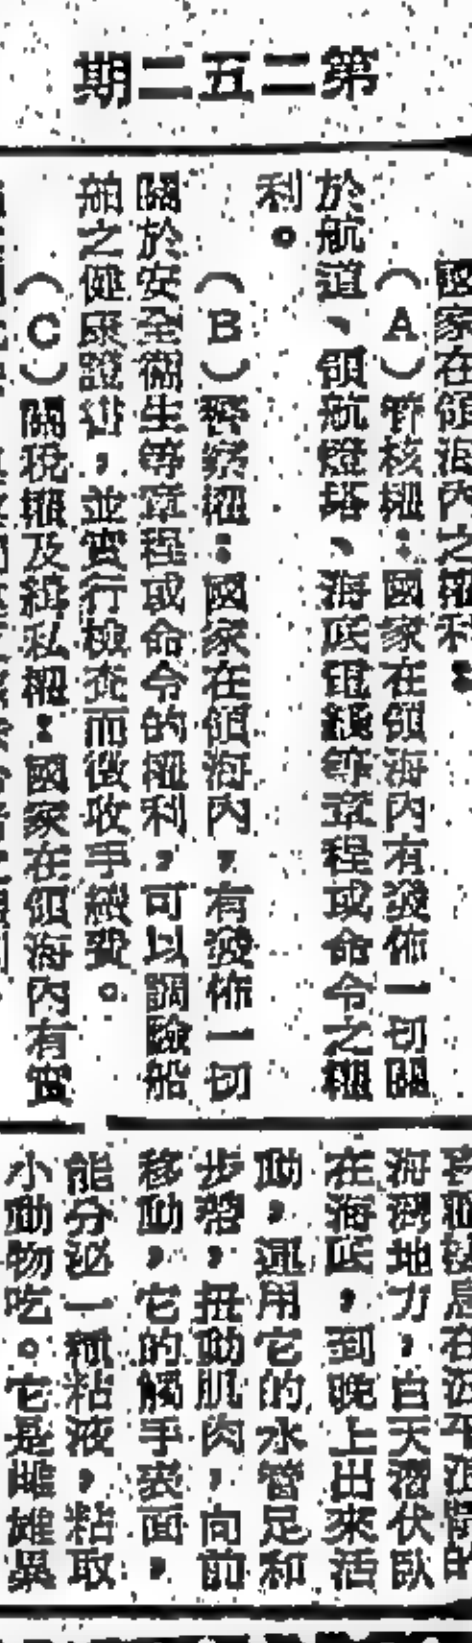 第二五二期
國家在領海內之權利：
（A）管核權：國家在領海內有發佈一切關
於航道、領航燈塔、海底電綫等章程或命令之權
利。
（B）警察權：國家在領海內，有發佈一切
關於安全衛生等章程或命令的權利，可以調驗船
舶之健康證書，並實行檢查而徵收手續費。
（C）關稅權及緝私權：國家在領海內有實
海灣地方，白天潛伏臥
在海底，到晚上出來活
動，運用它的水管足和
步帶，扭動肌肉，向前
移動，它的觸手表面，
能分泌一種粘液，粘取
小動物吃。它是雌雄異